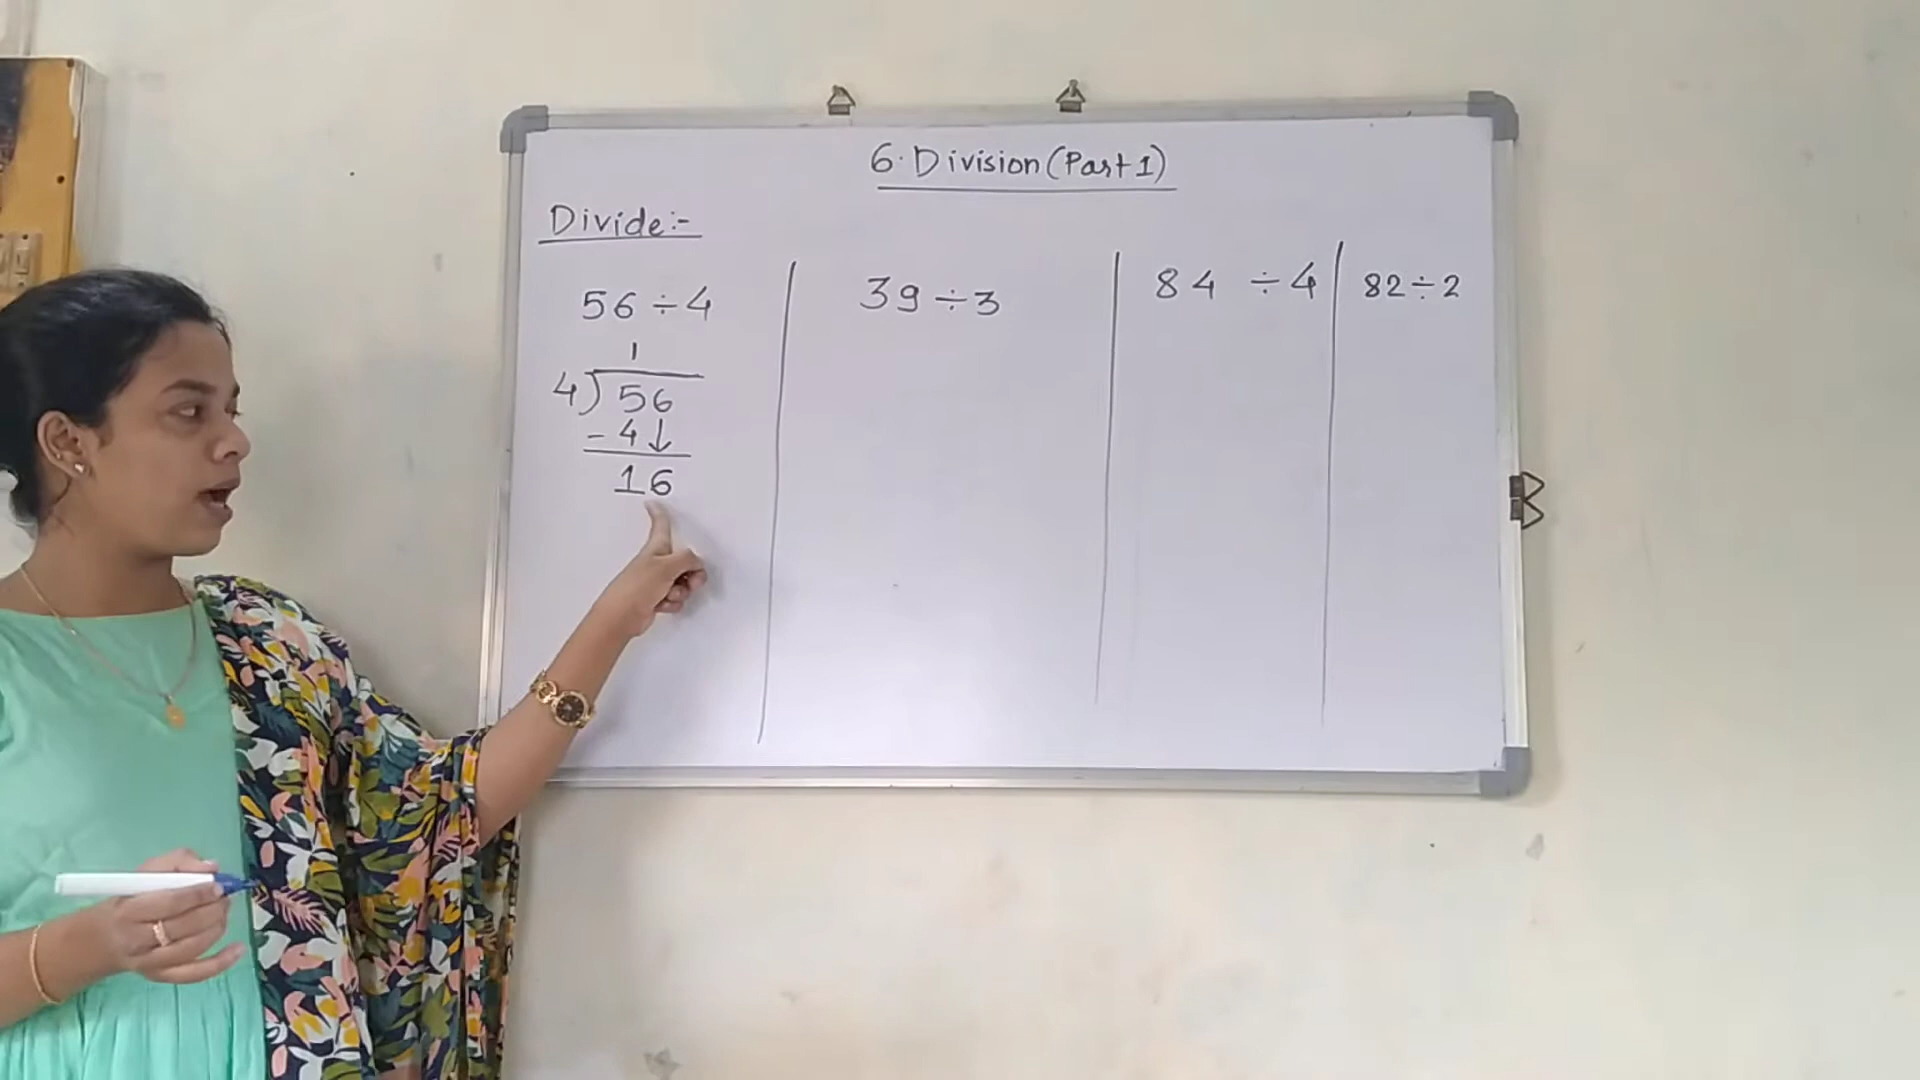 6. Division (Part 1)
Divide:-
56 ÷ 4
1
4) 56
- 4↓
16
39 ÷ 3
84 ÷ 4
82 ÷ 2